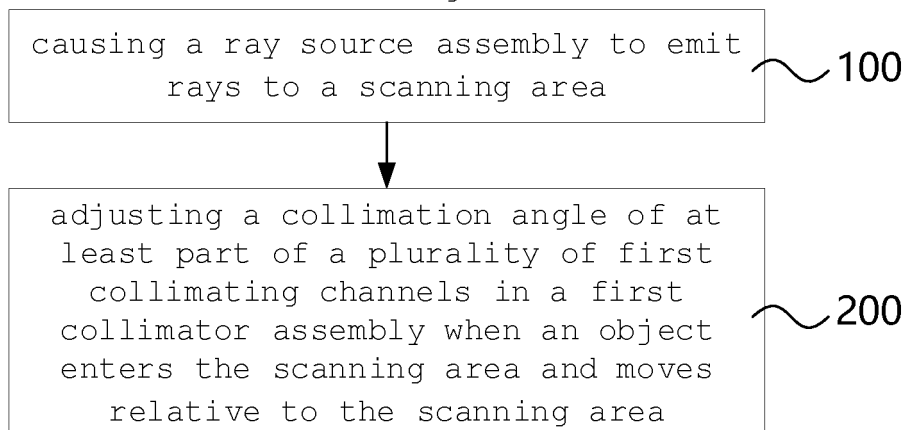 causing a ray source assembly to emit
rays to a scanning area
100
adjusting a collimation angle of at
least part of a plurality of first
collimating channels in a first
collimator assembly when an object
enters the scanning area and moves
relative to the scanning area
200